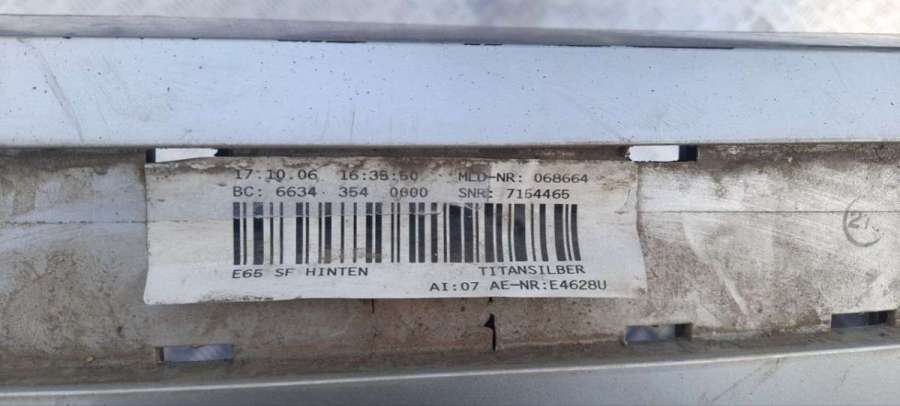 17.10.06 16:35:50 MLD-NR: 068664
BC: 6634 354 0000 SNR: 7154465
E65 SF HINTEN TITANSILBER
AI:07 AE-NR:E4628U
21